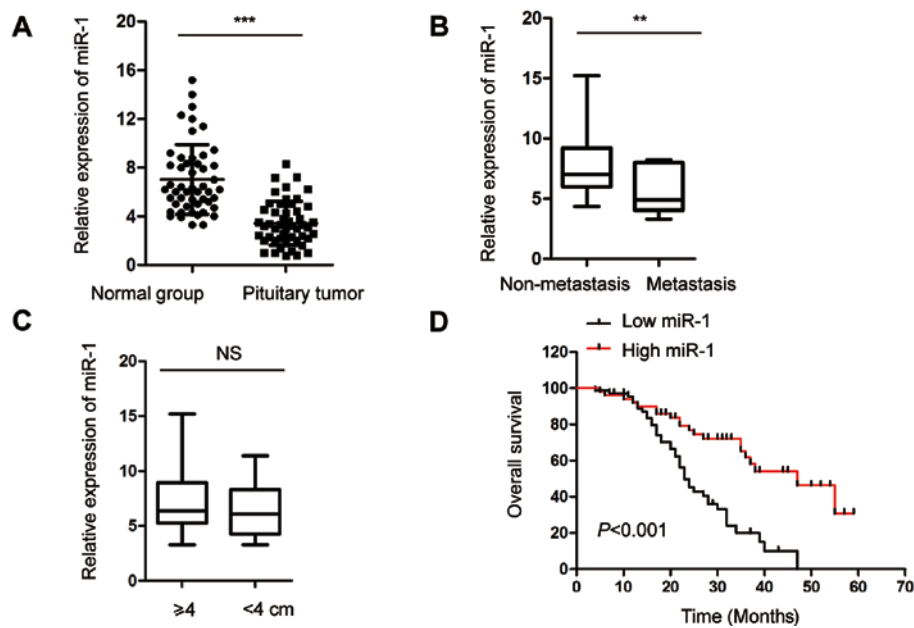 A
Relative expression of miR-1
20
16
12
8
4
0
***
Normal group
Pituitary tumor
B
Relative expression of miR-1
20
15
10
5
0
**
Non-metastasis
Metastasis
C
Relative expression of miR-1
20
15
10
5
0
NS
≥4
<4 cm
D
Low miR-1
High miR-1
Overall survival
120
100
80
60
40
20
0
P<0.001
0 10 20 30 40 50 60 70
Time (Months)